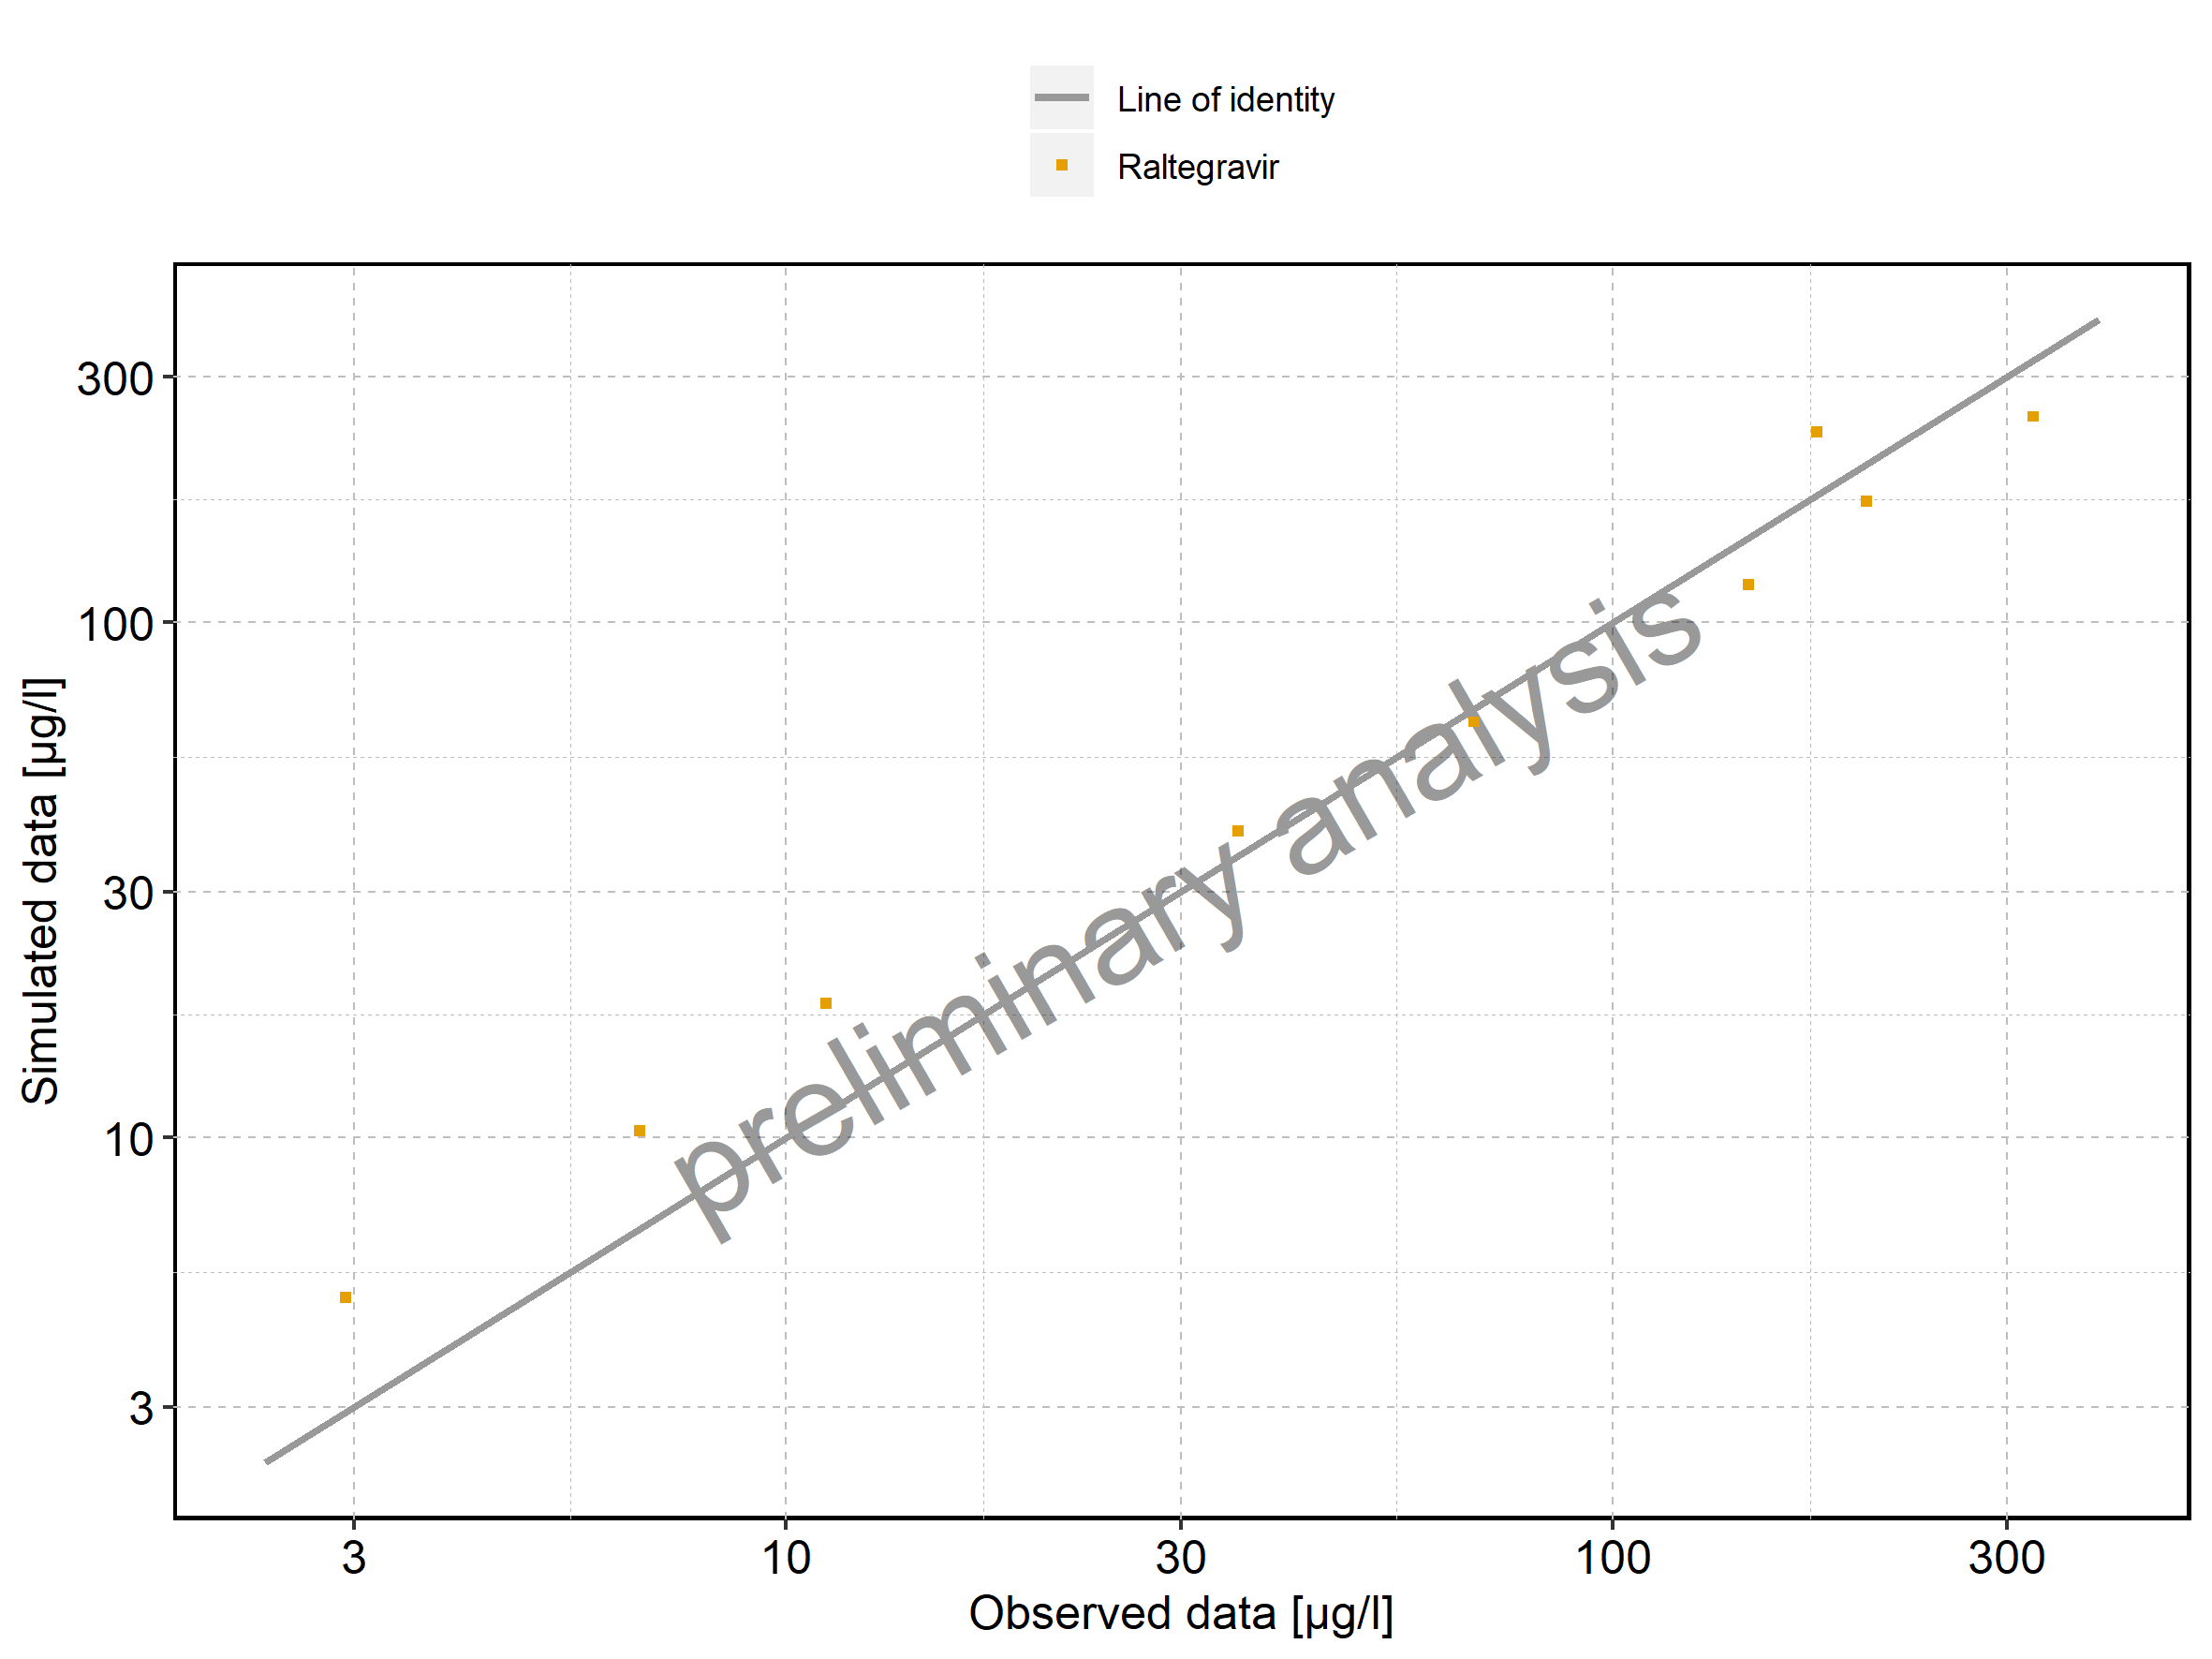 Line of identity
Raltegravir
300
100
30
10
3
Simulated data [µg/l]
preliminary analysis
3
10
30
100
300
Observed data [µg/l]